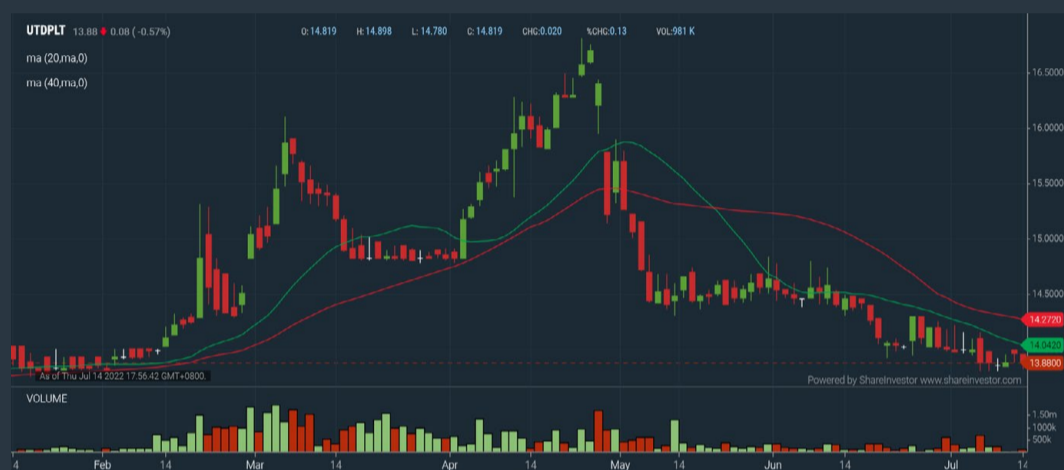 UTDPLT 13.88 0.08 (-0.57%) O: 14.819 H: 14.898 L: 14.780 C: 14.819 CHG:0.020 %CHG:0.13 VOL:981 K
ma (20,ma,0)
ma (40,ma,0)
16.5000
16.0000
15.5000
15.0000
14.5000
14.2720
14.0420
13.8800
As of Thu Jul 14 2022 17:56:42 GMT+0800.
Powered by ShareInvestor www.shareinvestor.com
VOLUME
1.50m
1000k
500k
4 Feb 14 Mar 14 Apr 14 May 14 Jun 14 Jul 14